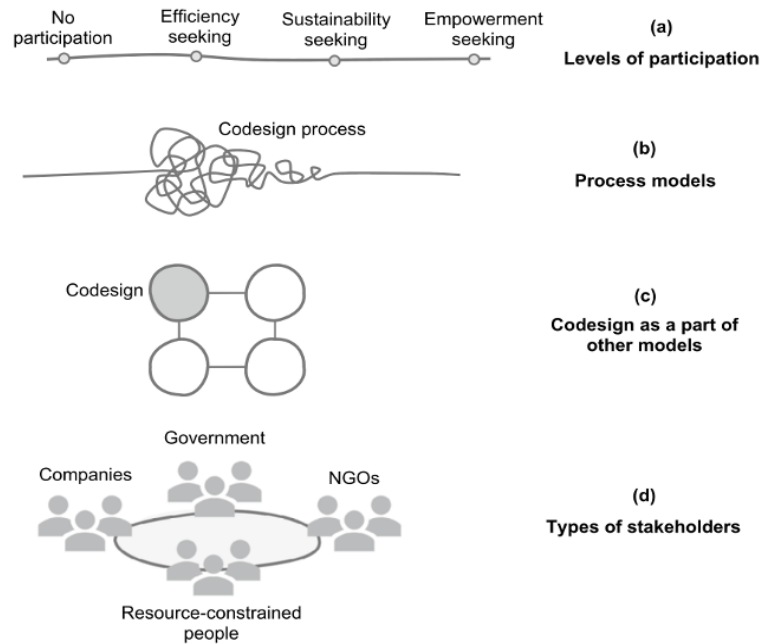 No
participation
Efficiency
seeking
Sustainability
seeking
Empowerment
seeking
(a)
Levels of participation
Codesign process
(b)
Process models
Codesign
(c)
Codesign as a part of
other models
Government
Companies
NGOs
(d)
Types of stakeholders
Resource-constrained
people